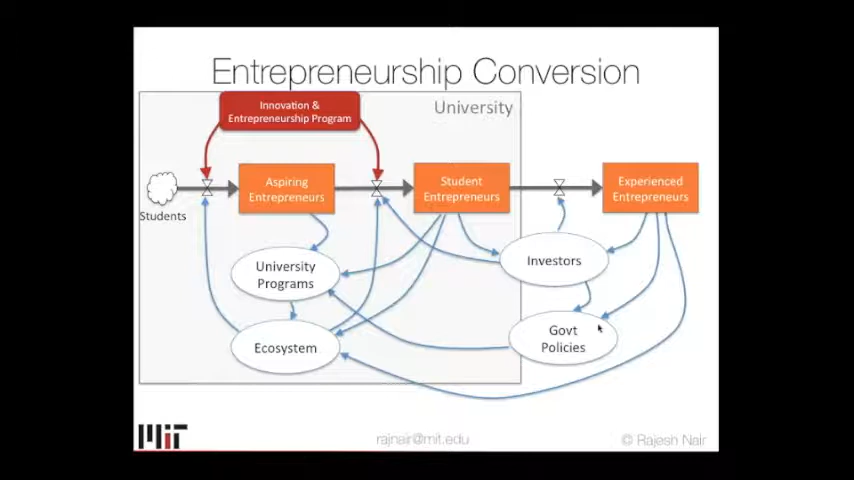 Entrepreneurship Conversion
University
Innovation &
Entrepreneurship Program
Students
Aspiring
Entrepreneurs
Student
Entrepreneurs
Experienced
Entrepreneurs
University
Programs
Investors
Ecosystem
Govt
Policies
MIT
rajnair@mit.edu
© Rajesh Nair